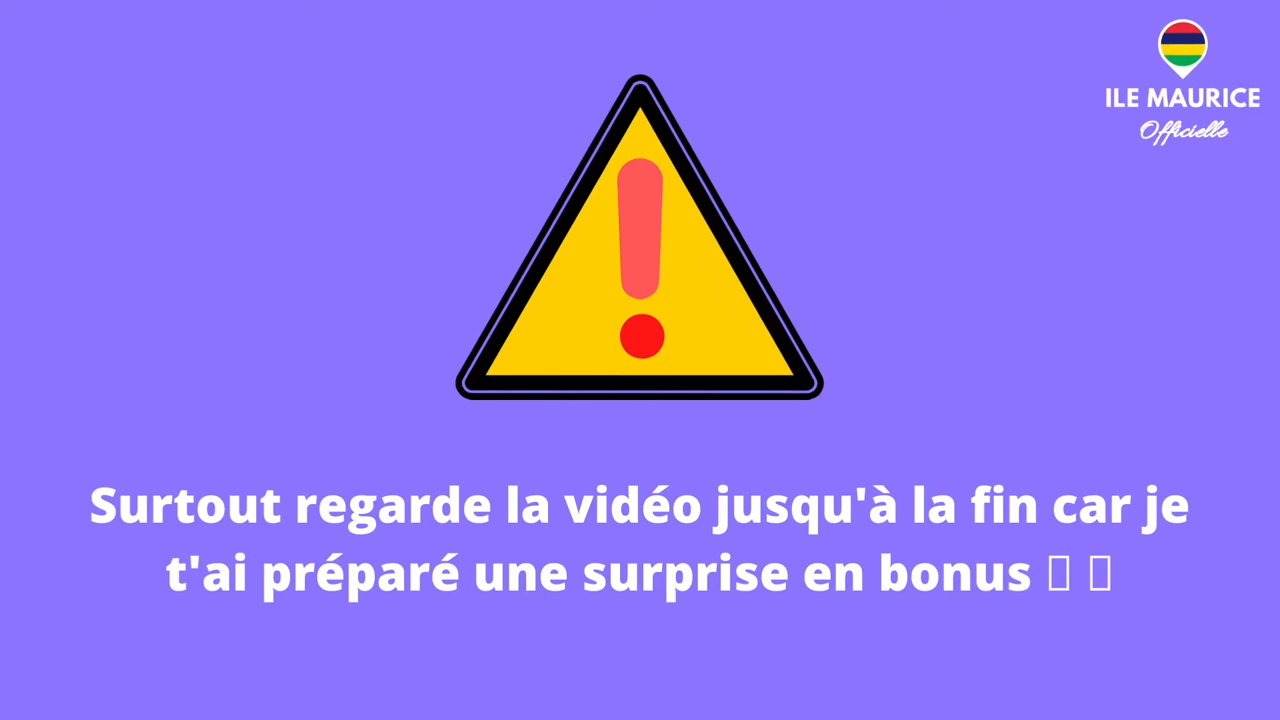 ILE MAURICE
Officielle
Surtout regarde la vidéo jusqu'à la fin car je
t'ai préparé une surprise en bonus